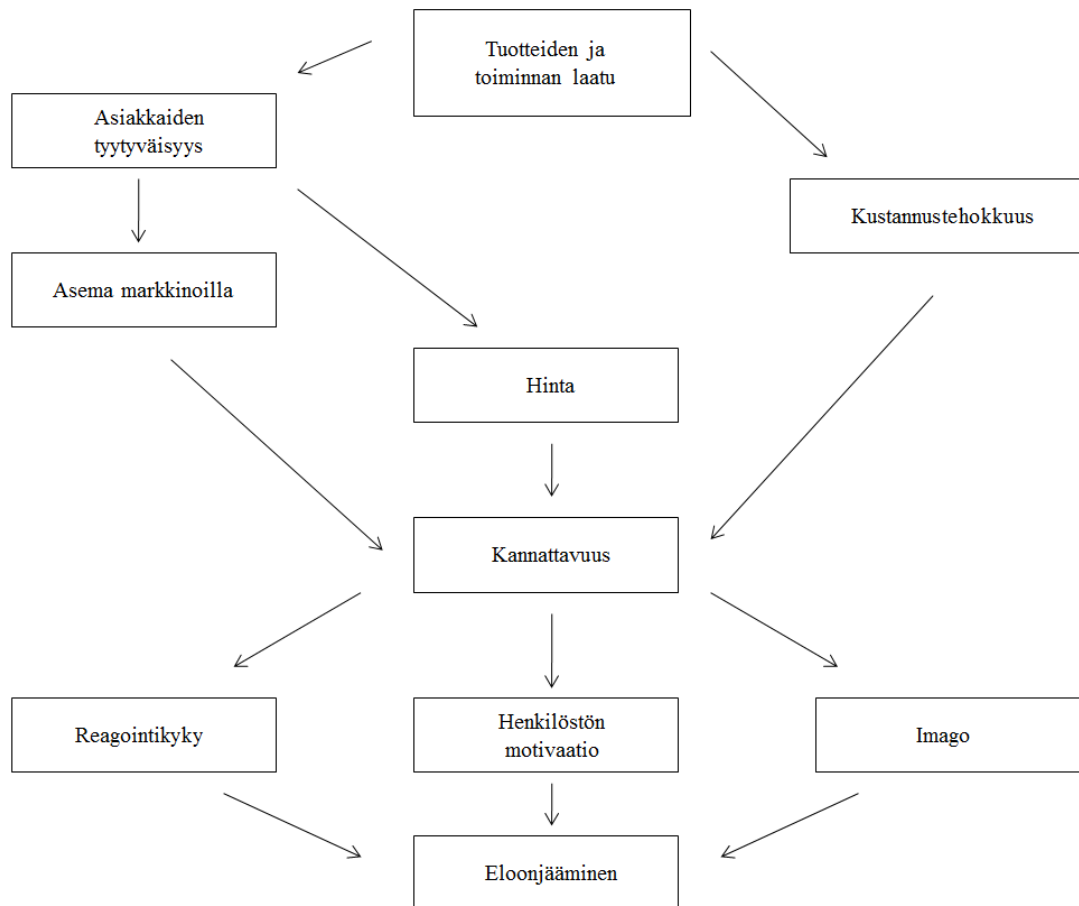 Tuotteiden ja
toiminnan laatu
Asiakkaiden
tyytyväisyys
Kustannustehokkuus
Asema markkinoilla
Hinta
Kannattavuus
Reagointikyky
Henkilöstön
motivaatio
Imago
Eloonjääminen